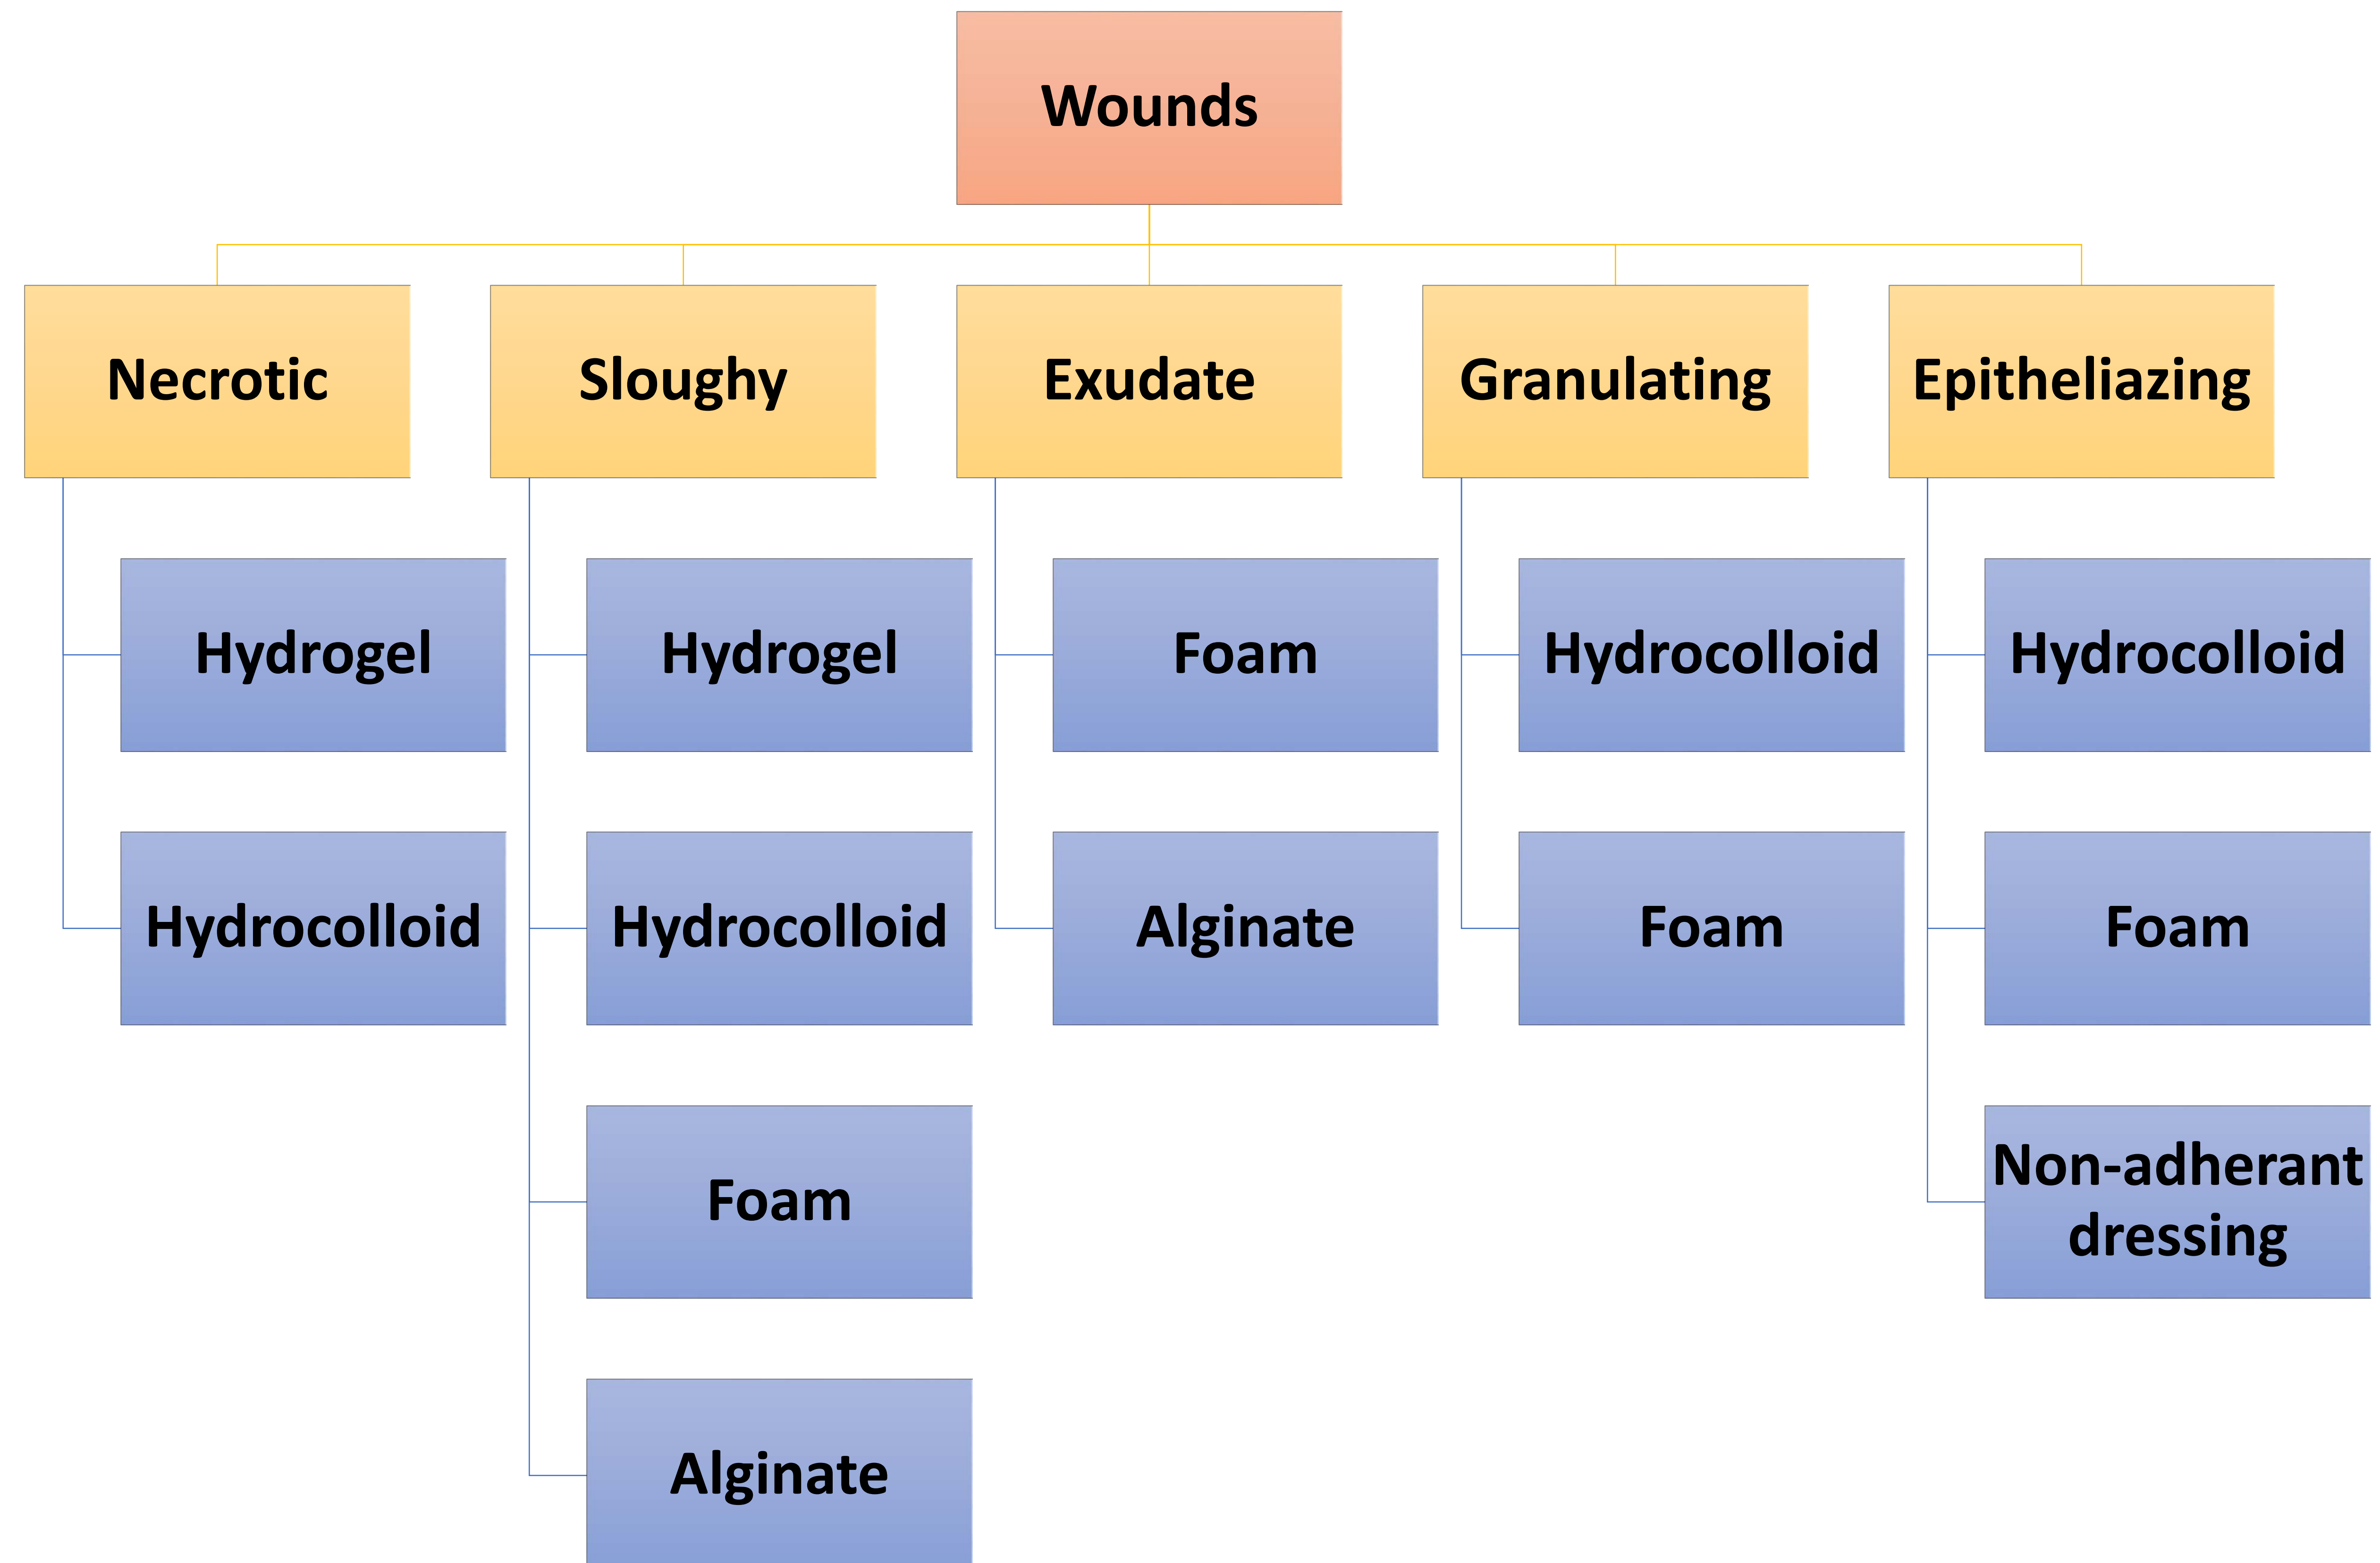 Wounds
Necrotic
Sloughy
Exudate
Granulating
Epitheliazing
Hydrogel
Hydrogel
Foam
Hydrocolloid
Hydrocolloid
Hydrocolloid
Hydrocolloid
Alginate
Foam
Foam
Foam
Non-adherant
dressing
Alginate